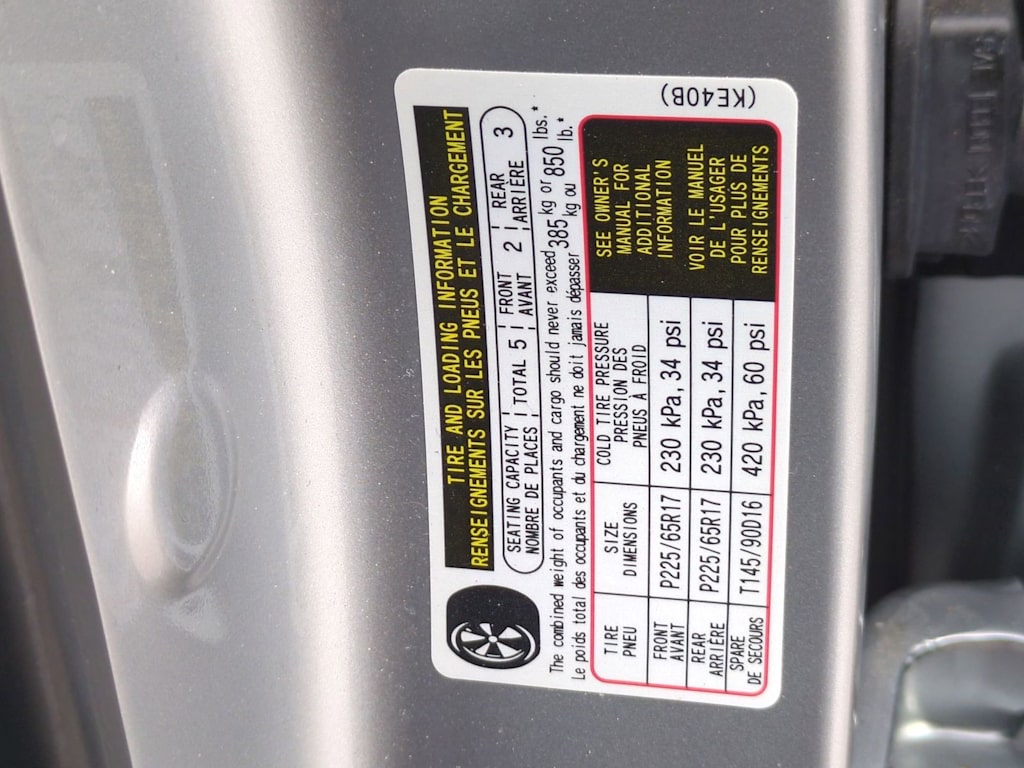 TIRE AND LOADING INFORMATION
RENSEIGNEMENTS SUR LES PNEUS ET LE CHARGEMENT
SEATING CAPACITY TOTAL 5 FRONT 2 REAR 3
NOMBRE DE PLACES AVANT ARRIÈRE
The combined weight of occupants and cargo should never exceed 385 kg or 850 lbs.*
Le poids total des occupants et du chargement ne doit jamais dépasser kg ou lb.*
TIRE SIZE COLD TIRE PRESSURE
PNEU DIMENSIONS PRESSION DES
PNEUS À FROID
FRONT
AVANT P225/65R17 230 kPa, 34 psi
REAR
ARRIÈRE P225/65R17 230 kPa, 34 psi
SPARE
DE SECOURS T145/90D16 420 kPa, 60 psi
SEE OWNER'S
MANUAL FOR
ADDITIONAL
INFORMATION
VOIR LE MANUEL
DE L'USAGER
POUR PLUS DE
RENSEIGNEMENTS
(KE40B)